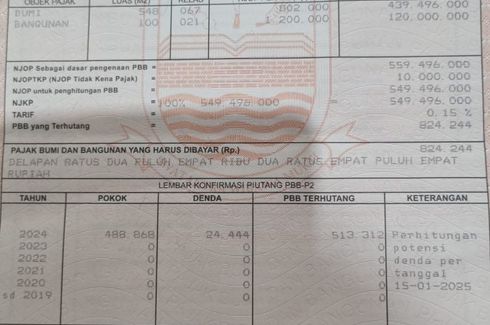 OBJEK PAJAK LUAS (M2) KELAS
BUMI 548 067 802.000 439.496.000
BANGUNAN 100 021 1.200.000 120.000.000
NJOP Sebagai dasar pengenaan PBB = 559.496.000
NJOPTKP (NJOP Tidak Kena Pajak) = 10.000.000
NJOP untuk penghitungan PBB = 549.496.000
NJKP = 100% 549.496.000 = 549.496.000
TARIF = 0,15 %
PBB yang Terhutang = 824.244
PAJAK BUMI DAN BANGUNAN YANG HARUS DIBAYAR (Rp.) 824.244
DELAPAN RATUS DUA PULUH EMPAT RIBU DUA RATUS EMPAT PULUH EMPAT
RUPIAH
LEMBAR KONFIRMASI PIUTANG PBB-P2
TAHUN POKOK DENDA PBB TERHUTANG KETERANGAN
2024 488.868 24.444 513.312 Perhitungan
2023 0 0 0 potensi
2022 0 0 0 denda per
2021 0 0 0 tanggal
2020 0 0 0 15-01-2025
sd 2019 0 0 0